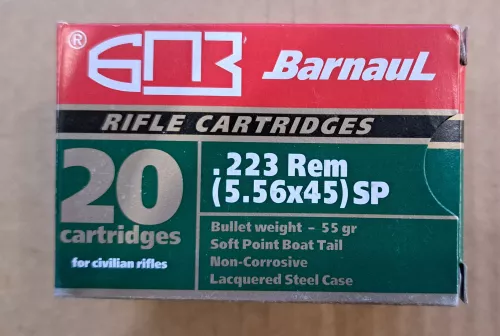 ® БПЗ BARNAUL
RIFLE CARTRIDGES
20
cartridges
for civilian rifles
.223 Rem
(5.56x45) SP
Bullet weight - 55 gr
Soft Point Boat Tail
Non-Corrosive
Lacquered Steel Case